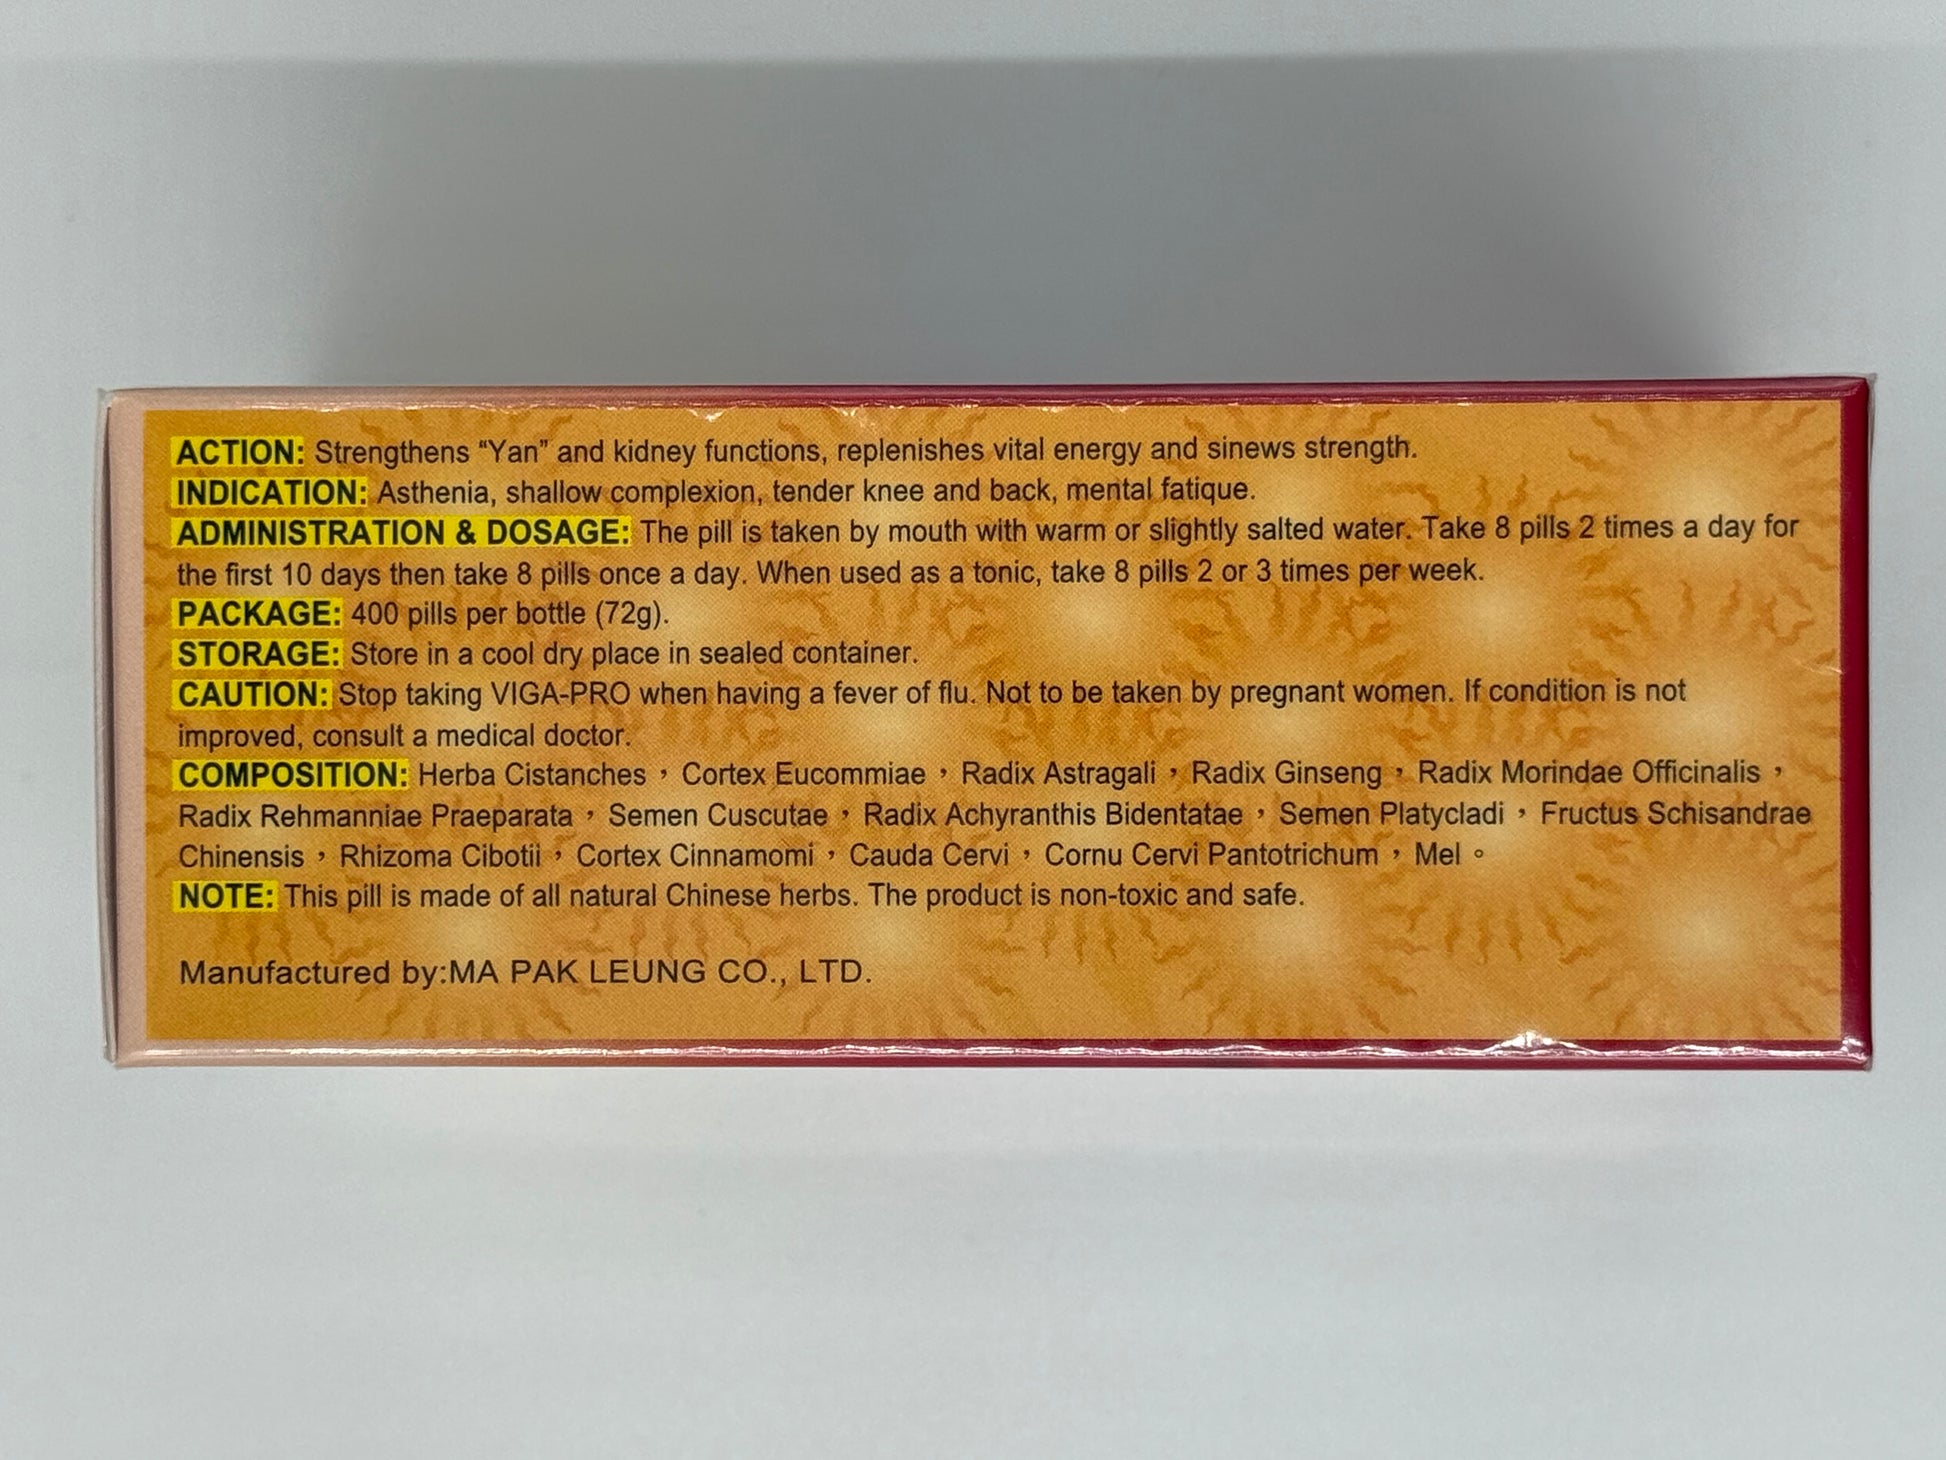 ACTION: Strengthens “Yan” and kidney functions, replenishes vital energy and sinews strength.
INDICATION: Asthenia, shallow complexion, tender knee and back, mental fatique.
ADMINISTRATION & DOSAGE: The pill is taken by mouth with warm or slightly salted water. Take 8 pills 2 times a day for
the first 10 days then take 8 pills once a day. When used as a tonic, take 8 pills 2 or 3 times per week.
PACKAGE: 400 pills per bottle (72g).
STORAGE: Store in a cool dry place in sealed container.
CAUTION: Stop taking VIGA-PRO when having a fever of flu. Not to be taken by pregnant women. If condition is not
improved, consult a medical doctor.
COMPOSITION: Herba Cistanches，Cortex Eucommiae，Radix Astragali，Radix Ginseng，Radix Morindae Officinalis，
Radix Rehmanniae Praeparata，Semen Cuscutae，Radix Achyranthis Bidentatae，Semen Platycladi，Fructus Schisandrae
Chinensis，Rhizoma Cibotii，Cortex Cinnamomi，Cauda Cervi，Cornu Cervi Pantotrichum，Mel。
NOTE: This pill is made of all natural Chinese herbs. The product is non-toxic and safe.
Manufactured by:MA PAK LEUNG CO., LTD.